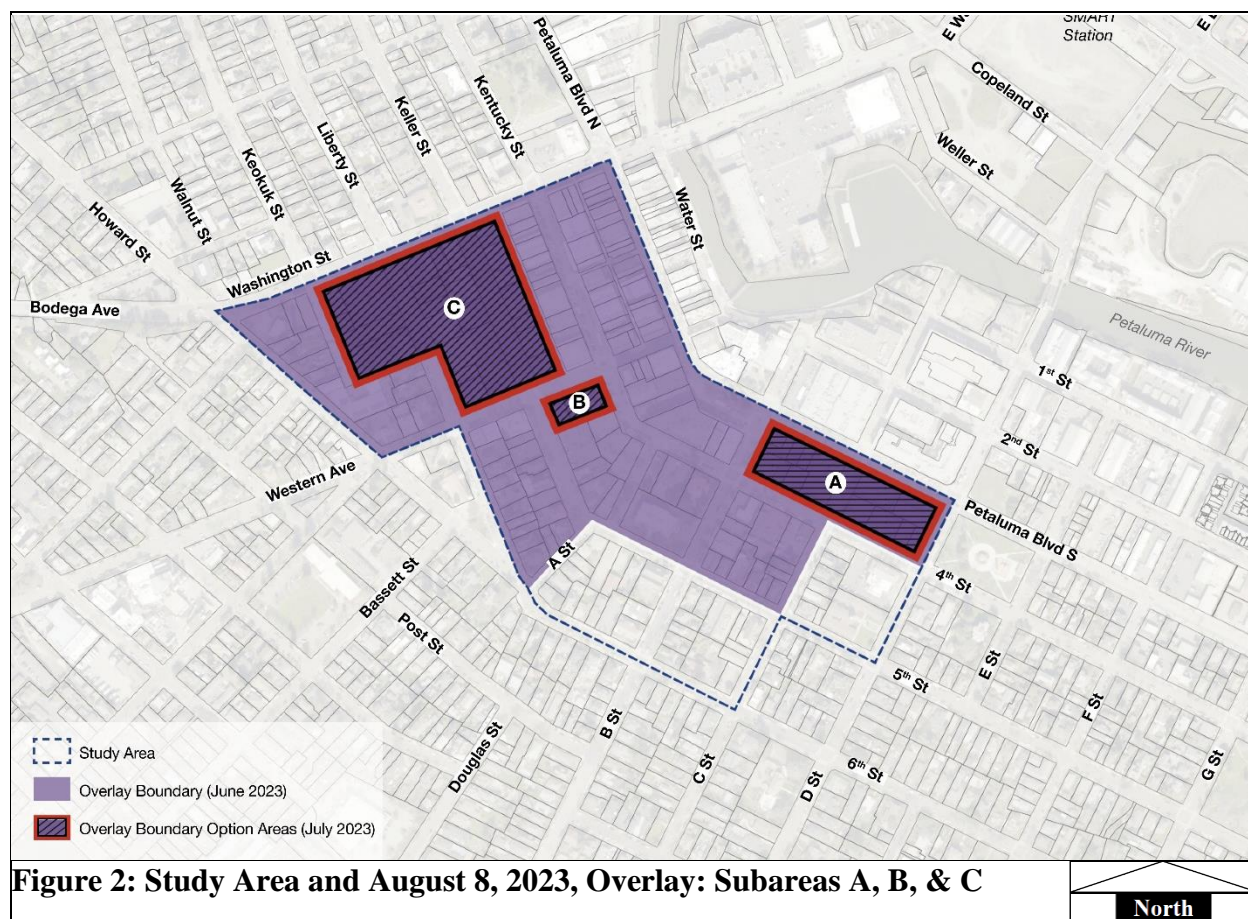 SMART
Station
E W
E
Copeland St
Weller St
Petaluma Blvd N
Kentucky St
Keller St
Liberty St
Keokuk St
Walnut St
Howard St
Washington St
Water St
Bodega Ave
C
B
A
Petaluma River
1st St
2nd St
Petaluma Blvd S
4th St
Western Ave
A St
Bassett St
Post St
Douglas St
B St
C St
D St
5th St
6th St
E St
F St
G St
Study Area
Overlay Boundary (June 2023)
Overlay Boundary Option Areas (July 2023)
Figure 2: Study Area and August 8, 2023, Overlay: Subareas A, B, & C
North